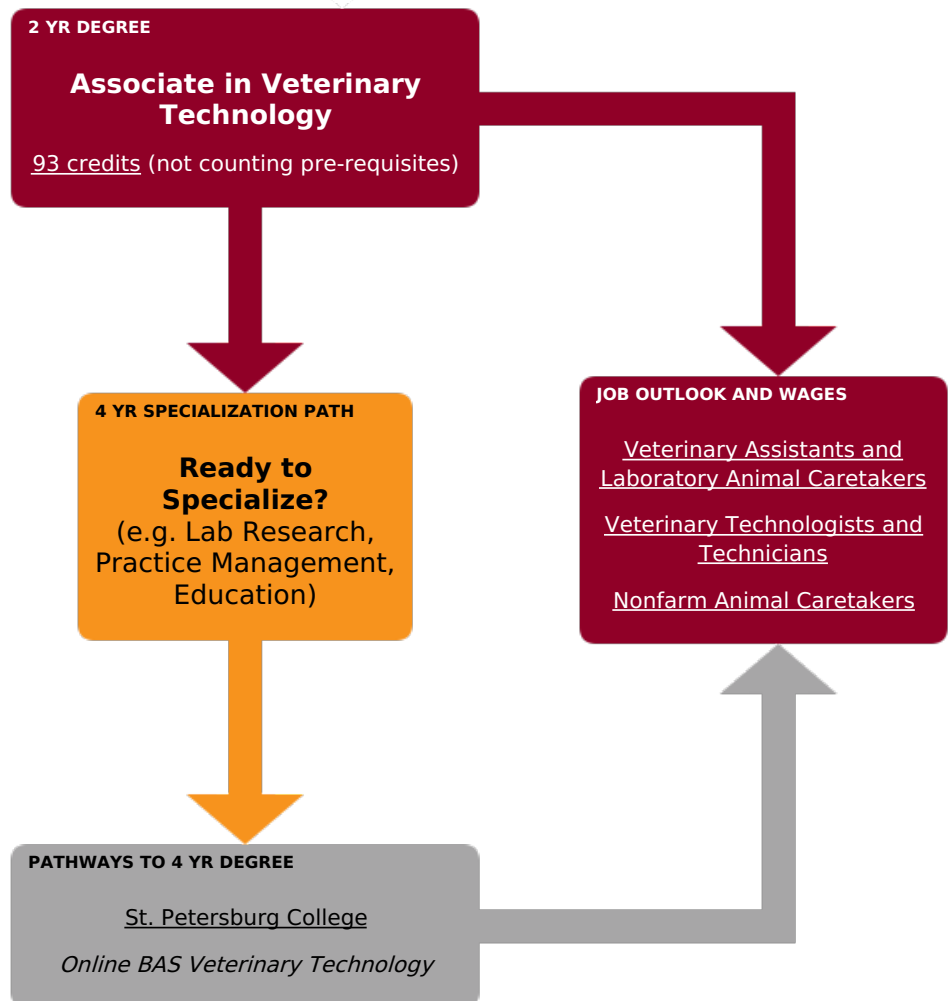 2 YR DEGREE
Associate in Veterinary
Technology
93 credits (not counting pre-requisites)
4 YR SPECIALIZATION PATH
Ready to
Specialize?
(e.g. Lab Research,
Practice Management,
Education)
JOB OUTLOOK AND WAGES
Veterinary Assistants and
Laboratory Animal Caretakers
Veterinary Technologists and
Technicians
Nonfarm Animal Caretakers
PATHWAYS TO 4 YR DEGREE
St. Petersburg College
Online BAS Veterinary Technology